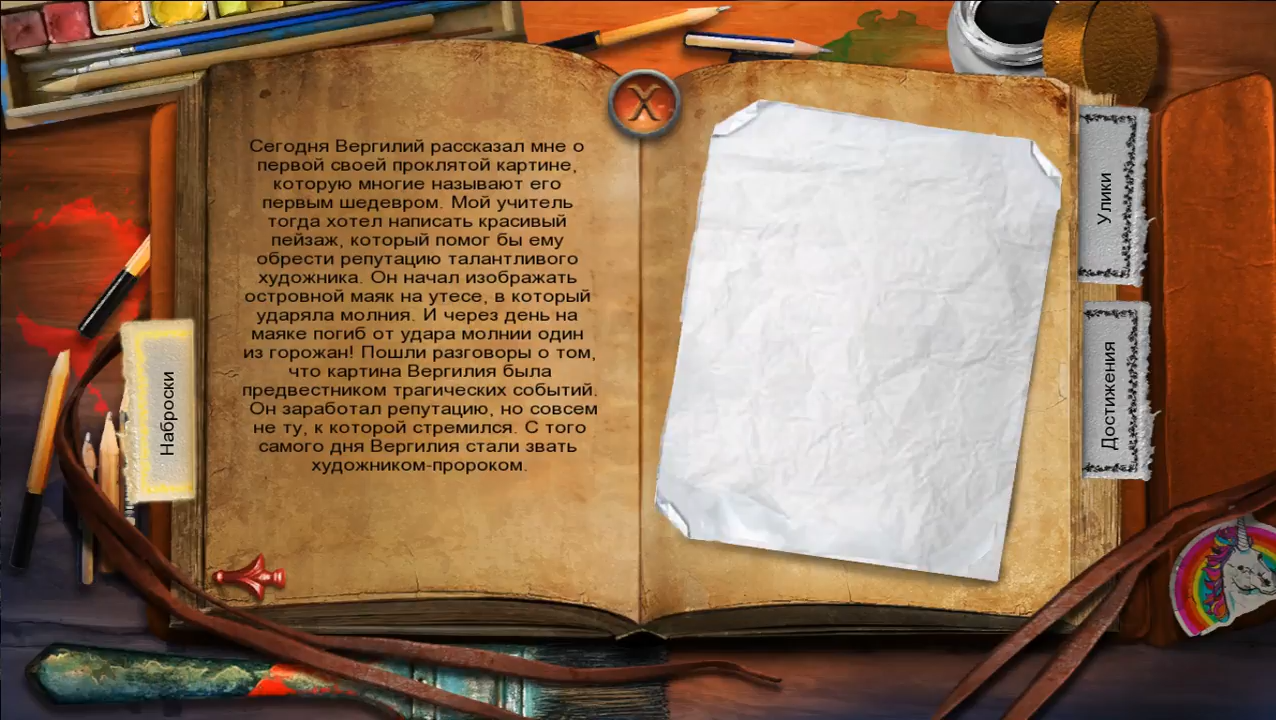 X
Сегодня Вергилий рассказал мне о
первой своей проклятой картине,
которую многие называют его
первым шедевром. Мой учитель
тогда хотел написать красивый
пейзаж, который помог бы ему
обрести репутацию талантливого
художника. Он начал изображать
островной маяк на утесе, в который
ударяла молния. И через день на
маяке погиб от удара молнии один
из горожан! Пошли разговоры о том,
что картина Вергилия была
предвестником трагических событий.
Он заработал репутацию, но совсем
не ту, к которой стремился. С того
самого дня Вергилия стали звать
художником-пророком.
Наброски
Улики
Достижения